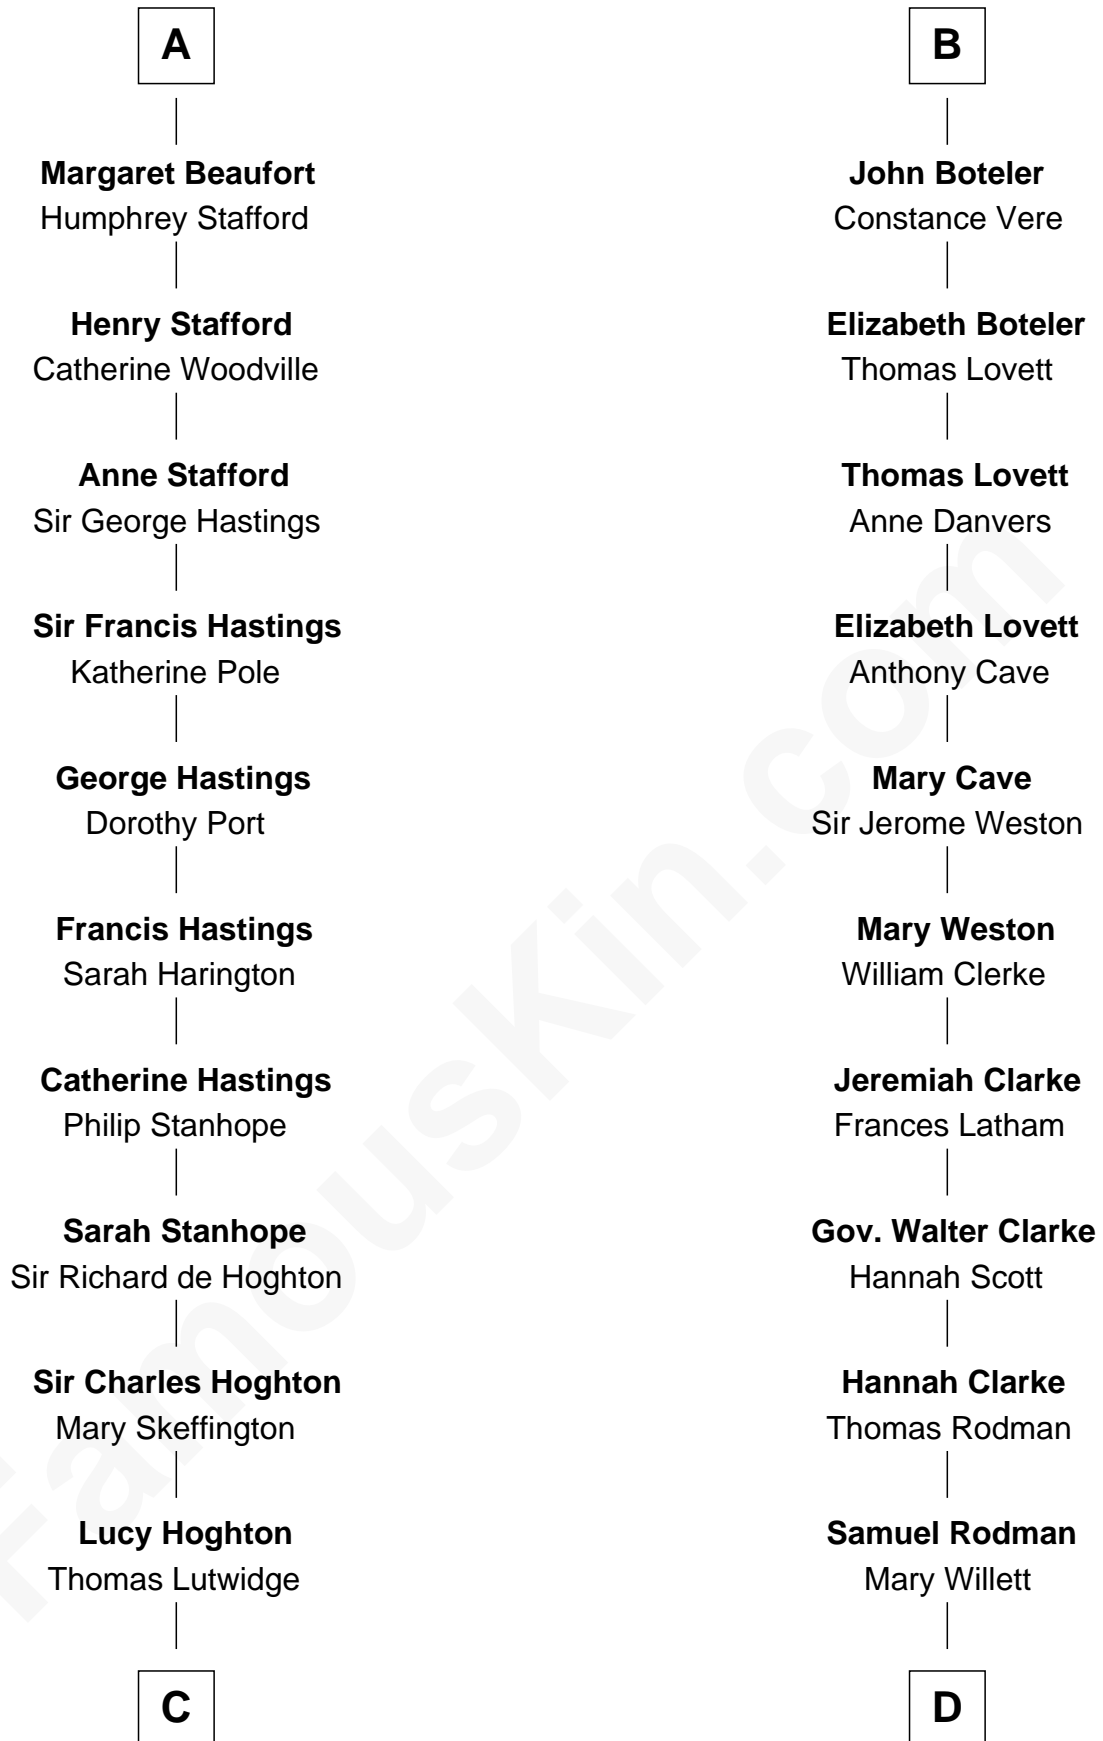 A
Margaret Beaufort
Humphrey Stafford
Henry Stafford
Catherine Woodville
Anne Stafford
Sir George Hastings
Sir Francis Hastings
Katherine Pole
George Hastings
Dorothy Port
Francis Hastings
Sarah Harington
Catherine Hastings
Philip Stanhope
Sarah Stanhope
Sir Richard de Hoghton
Sir Charles Hoghton
Mary Skeffington
Lucy Hoghton
Thomas Lutwidge
C
B
John Boteler
Constance Vere
Elizabeth Boteler
Thomas Lovett
Thomas Lovett
Anne Danvers
Elizabeth Lovett
Anthony Cave
Mary Cave
Sir Jerome Weston
Mary Weston
William Clerke
Jeremiah Clarke
Frances Latham
Gov. Walter Clarke
Hannah Scott
Hannah Clarke
Thomas Rodman
Samuel Rodman
Mary Willett
D
FamousKin.com